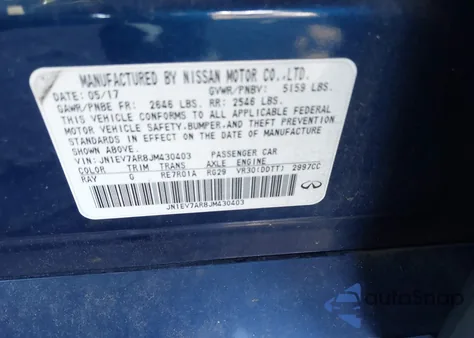 MANUFACTURED BY NISSAN MOTOR CO.,LTD.
DATE: 05/17 GVWR/PNBV: 5159 LBS.
GAWR/PNBE FR: 2646 LBS. RR: 2546 LBS.
THIS VEHICLE CONFORMS TO ALL APPLICABLE FEDERAL
MOTOR VEHICLE SAFETY,BUMPER,AND THEFT PREVENTION
STANDARDS IN EFFECT ON THE DATE OF MANUFACTURE
SHOWN ABOVE.
VIN:JN1EV7AR8JM430403 PASSENGER CAR
COLOR TRIM TRANS AXLE ENGINE
RAY G RE7R01A RG29 VR30(DDTT) 2997CC
JN1EV7AR8JM430403
autoSnap